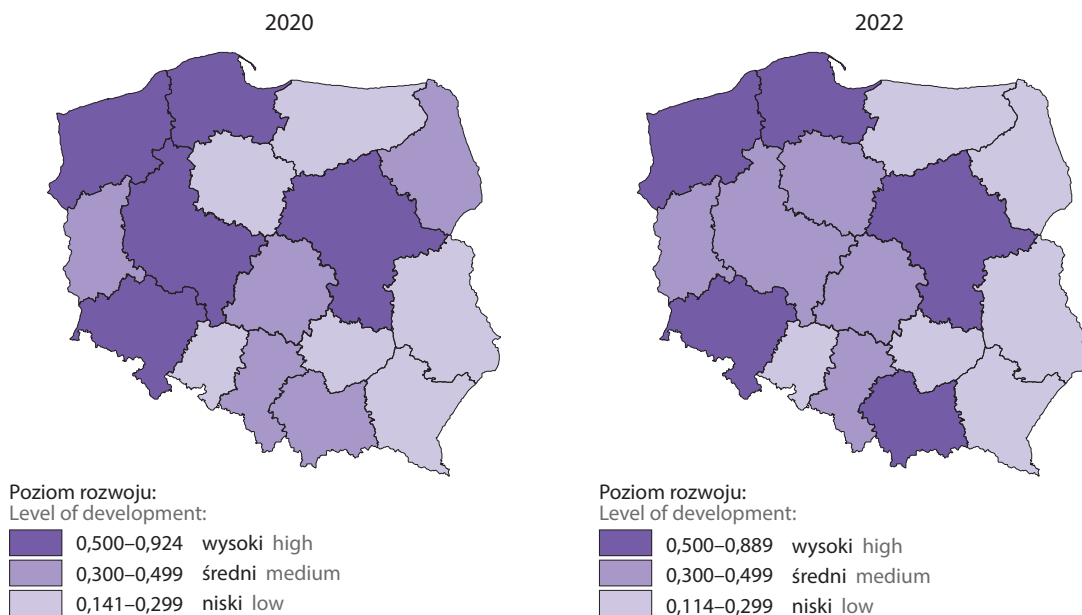 2020
Poziom rozwoju:
Level of development:
0,500–0,924 wysoki high
0,300–0,499 średni medium
0,141–0,299 niski low
2022
Poziom rozwoju:
Level of development:
0,500–0,889 wysoki high
0,300–0,499 średni medium
0,114–0,299 niski low